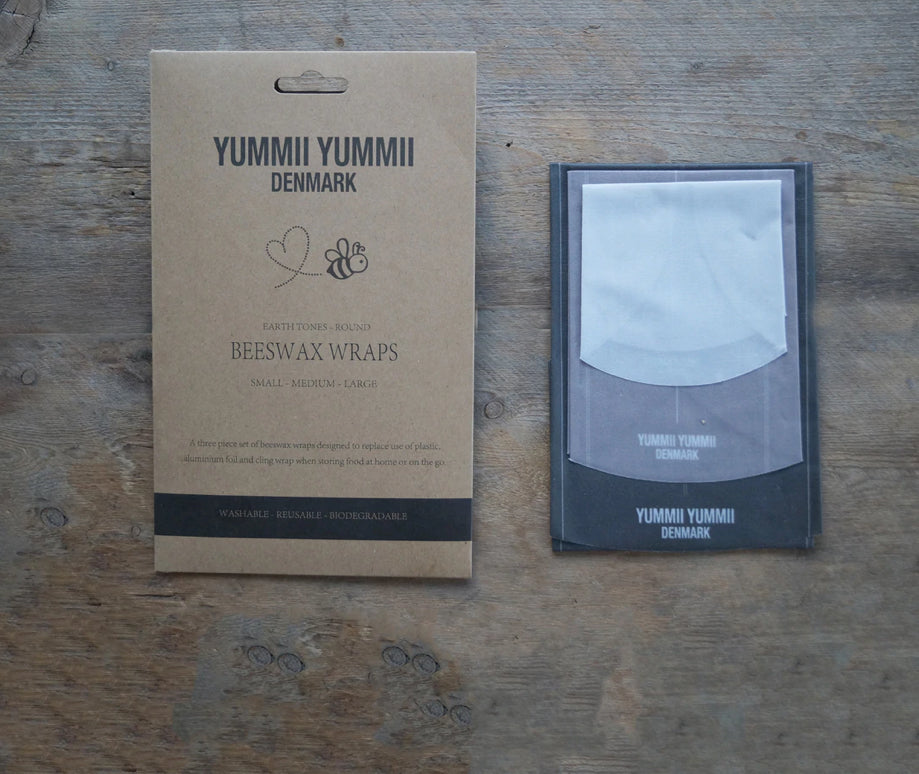 YUMMII YUMMII
DENMARK
EARTH TONES - ROUND
BEESWAX WRAPS
SMALL - MEDIUM - LARGE
A three piece set of beeswax wraps designed to replace use of plastic,
aluminium foil and cling wrap when storing food at home or on the go.
WASHABLE - REUSABLE - BIODEGRADABLE
YUMMII YUMMII
DENMARK
YUMMII YUMMII
DENMARK